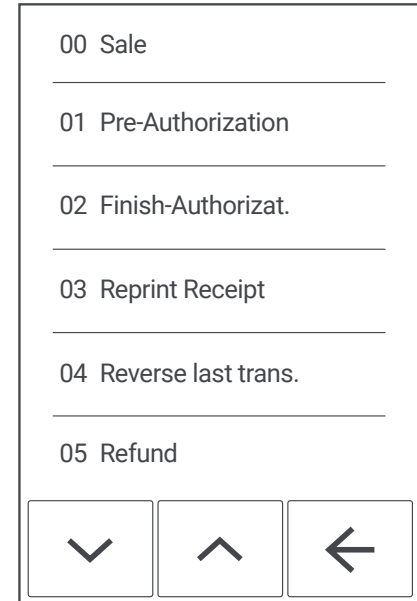 00 Sale
01 Pre-Authorization
02 Finish-Authorizat.
03 Reprint Receipt
04 Reverse last trans.
05 Refund